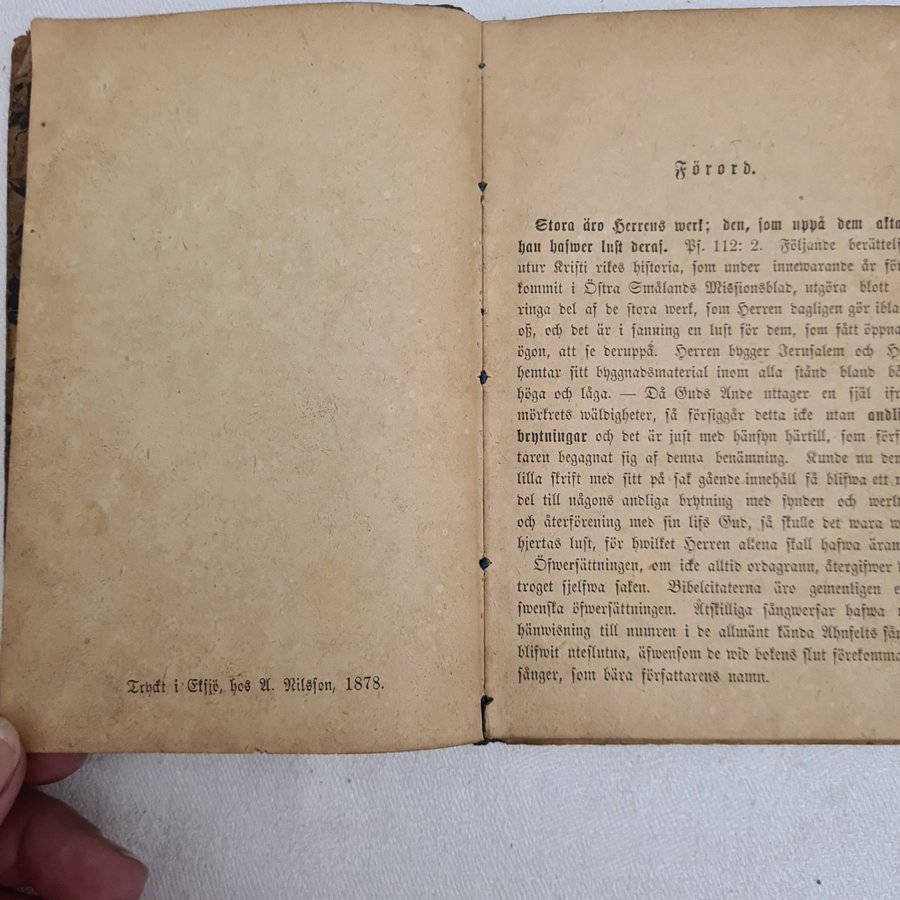 Tryckt i Eksjö, hos A. Nilsson, 1878.
Förord.
Stora äro Herrens werk; den, som uppå dem akta
han hafwer lust deraf. Ps. 112: 2. Följande berättels
utur Kristi rikes historia, som under innewarande år för
kommit i Östra Smålands Missionsblad, utgöra blott
ringa del af de stora werk, som Herren dagligen gör ibla
oß, och det är i sanning en lust för dem, som fått öppna
ögon, att se deruppå. Herren bygger Jerusalem och H
hemtar sitt byggnadsmaterial inom alla stånd bland bå
höga och låga. — Då Guds Ande uttager en själ ifr
mörkrets wäldigheter, så försiggår detta icke utan andli
brytningar och det är just med hänsyn härtill, som förf
taren begagnat sig af denna benämning. Kunde nu den
lilla skrift med sitt på sak gående innehåll få blifwa ett m
del till någons andliga brytning med synden och werld
och återförening med sin lifs Gud, så skulle det wara w
hjertas lust, för hwilket Herren allena skall hafwa äran
Öfwersättningen, om icke alltid ordagrann, återgifwer
troget sjelfwa saken. Bibelcitaterna äro gemenligen e
swenska öfwersättningen. Åtskilliga sångwersar hafwa
hänwisning till numren i de allmänt kända Ahnfelts sån
blifwit uteslutna, äfwensom de wid bokens slut förekomma
sånger, som bära författarens namn.